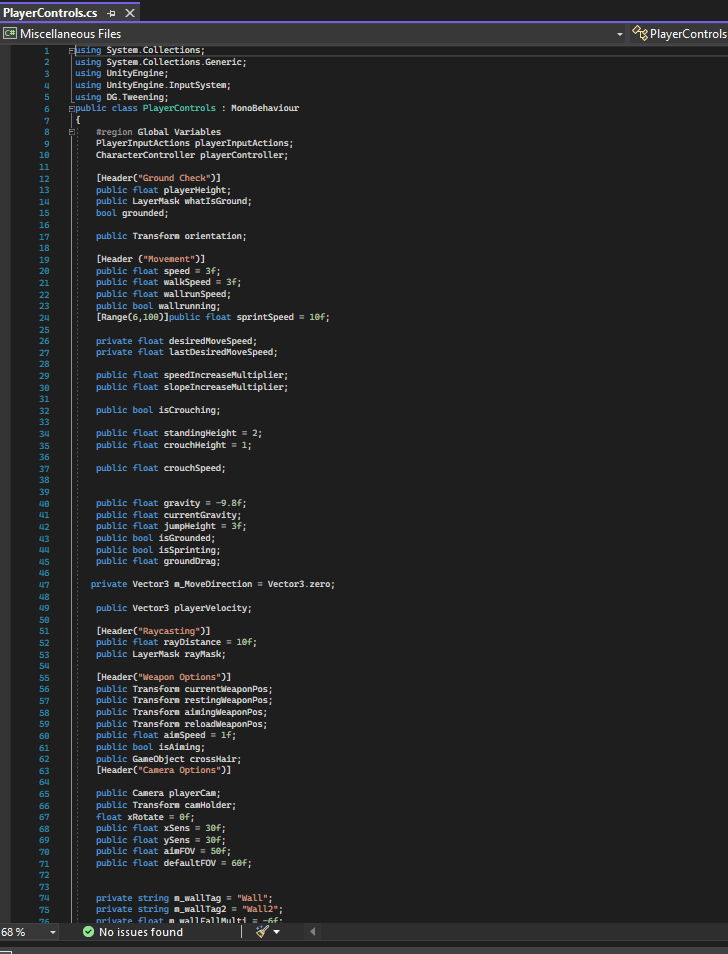 PlayerControls.cs
C# Miscellaneous Files
PlayerControls
1 using System.Collections;
2 using System.Collections.Generic;
3 using UnityEngine;
4 using UnityEngine.InputSystem;
5 using DG.Tweening;
6 public class PlayerControls : MonoBehaviour
7 {
8 #region Global Variables
9 PlayerInputActions playerInputActions;
10 CharacterController playerController;
11
12 [Header("Ground Check")]
13 public float playerHeight;
14 public LayerMask whatIsGround;
15 bool grounded;
16
17 public Transform orientation;
18
19 [Header ("Movement")]
20 public float speed = 3f;
21 public float walkSpeed = 3f;
22 public float wallrunSpeed;
23 public bool wallrunning;
24 [Range(6,100)]public float sprintSpeed = 10f;
25
26 private float desiredMoveSpeed;
27 private float lastDesiredMoveSpeed;
28
29 public float speedIncreaseMultiplier;
30 public float slopeIncreaseMultiplier;
31
32 public bool isCrouching;
33
34 public float standingHeight = 2;
35 public float crouchHeight = 1;
36
37 public float crouchSpeed;
38
39
40 public float gravity = -9.8f;
41 public float currentGravity;
42 public float jumpHeight = 3f;
43 public bool isGrounded;
44 public bool isSprinting;
45 public float groundDrag;
46
47 private Vector3 m_MoveDirection = Vector3.zero;
48
49 public Vector3 playerVelocity;
50
51 [Header("Raycasting")]
52 public float rayDistance = 10f;
53 public LayerMask rayMask;
54
55 [Header("Weapon Options")]
56 public Transform currentWeaponPos;
57 public Transform restingWeaponPos;
58 public Transform aimingWeaponPos;
59 public Transform reloadWeaponPos;
60 public float aimSpeed = 1f;
61 public bool isAiming;
62 public GameObject crossHair;
63 [Header("Camera Options")]
64
65 public Camera playerCam;
66 public Transform camHolder;
67 float xRotate = 0f;
68 public float xSens = 30f;
69 public float ySens = 30f;
70 public float aimFOV = 50f;
71 public float defaultFOV = 60f;
72
73
74 private string m_wallTag = "Wall";
75 private string m_wallTag2 = "Wall2";
76 private float m_wallFallMulti = -6f;
68 %
No issues found